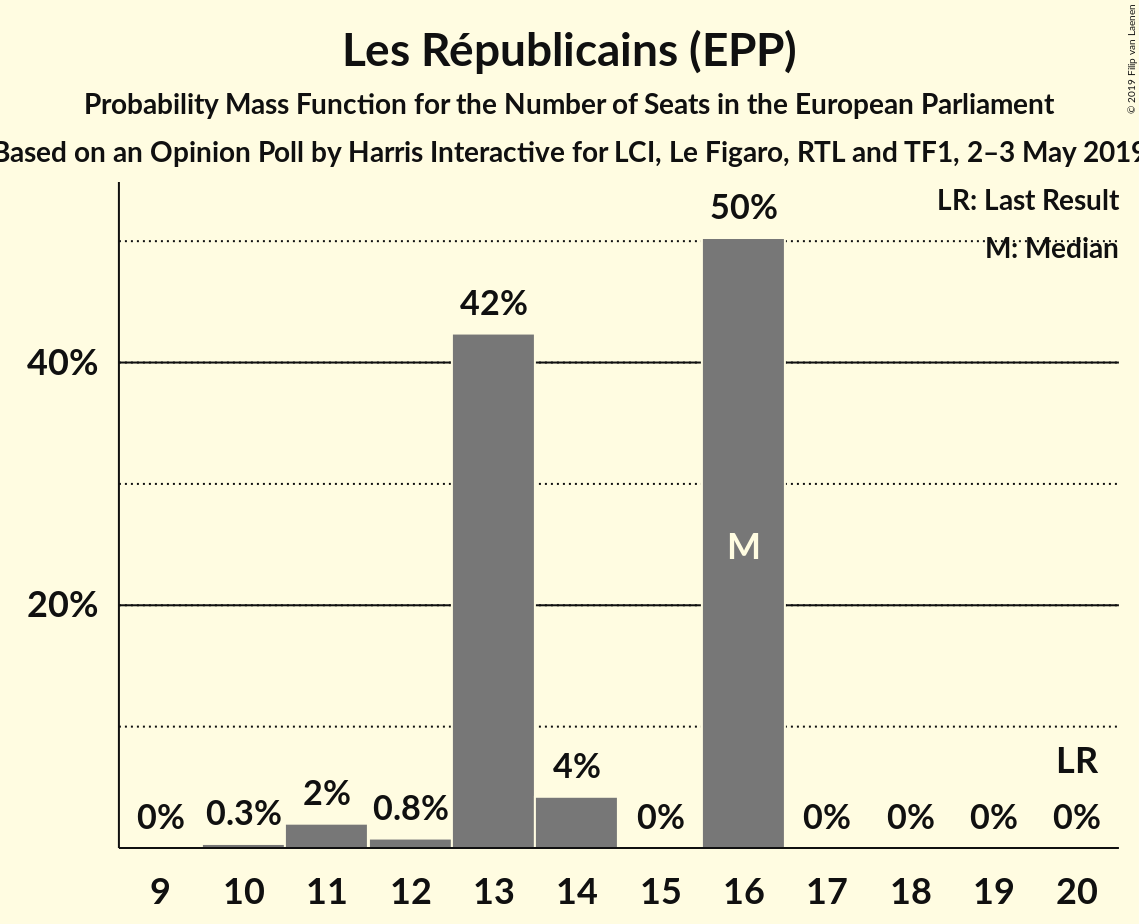 Les Républicains (EPP)
Probability Mass Function for the Number of Seats in the European Parliament
Based on an Opinion Poll by Harris Interactive for LCI, Le Figaro, RTL and TF1, 2–3 May 2019
© 2019 Filip van Laenen
LR: Last Result
M: Median
50%
42%
40%
M
20%
LR
4%
2%
0% 0.3% 0.8% 0% 0% 0% 0% 0%
9 10 11 12 13 14 15 16 17 18 19 20